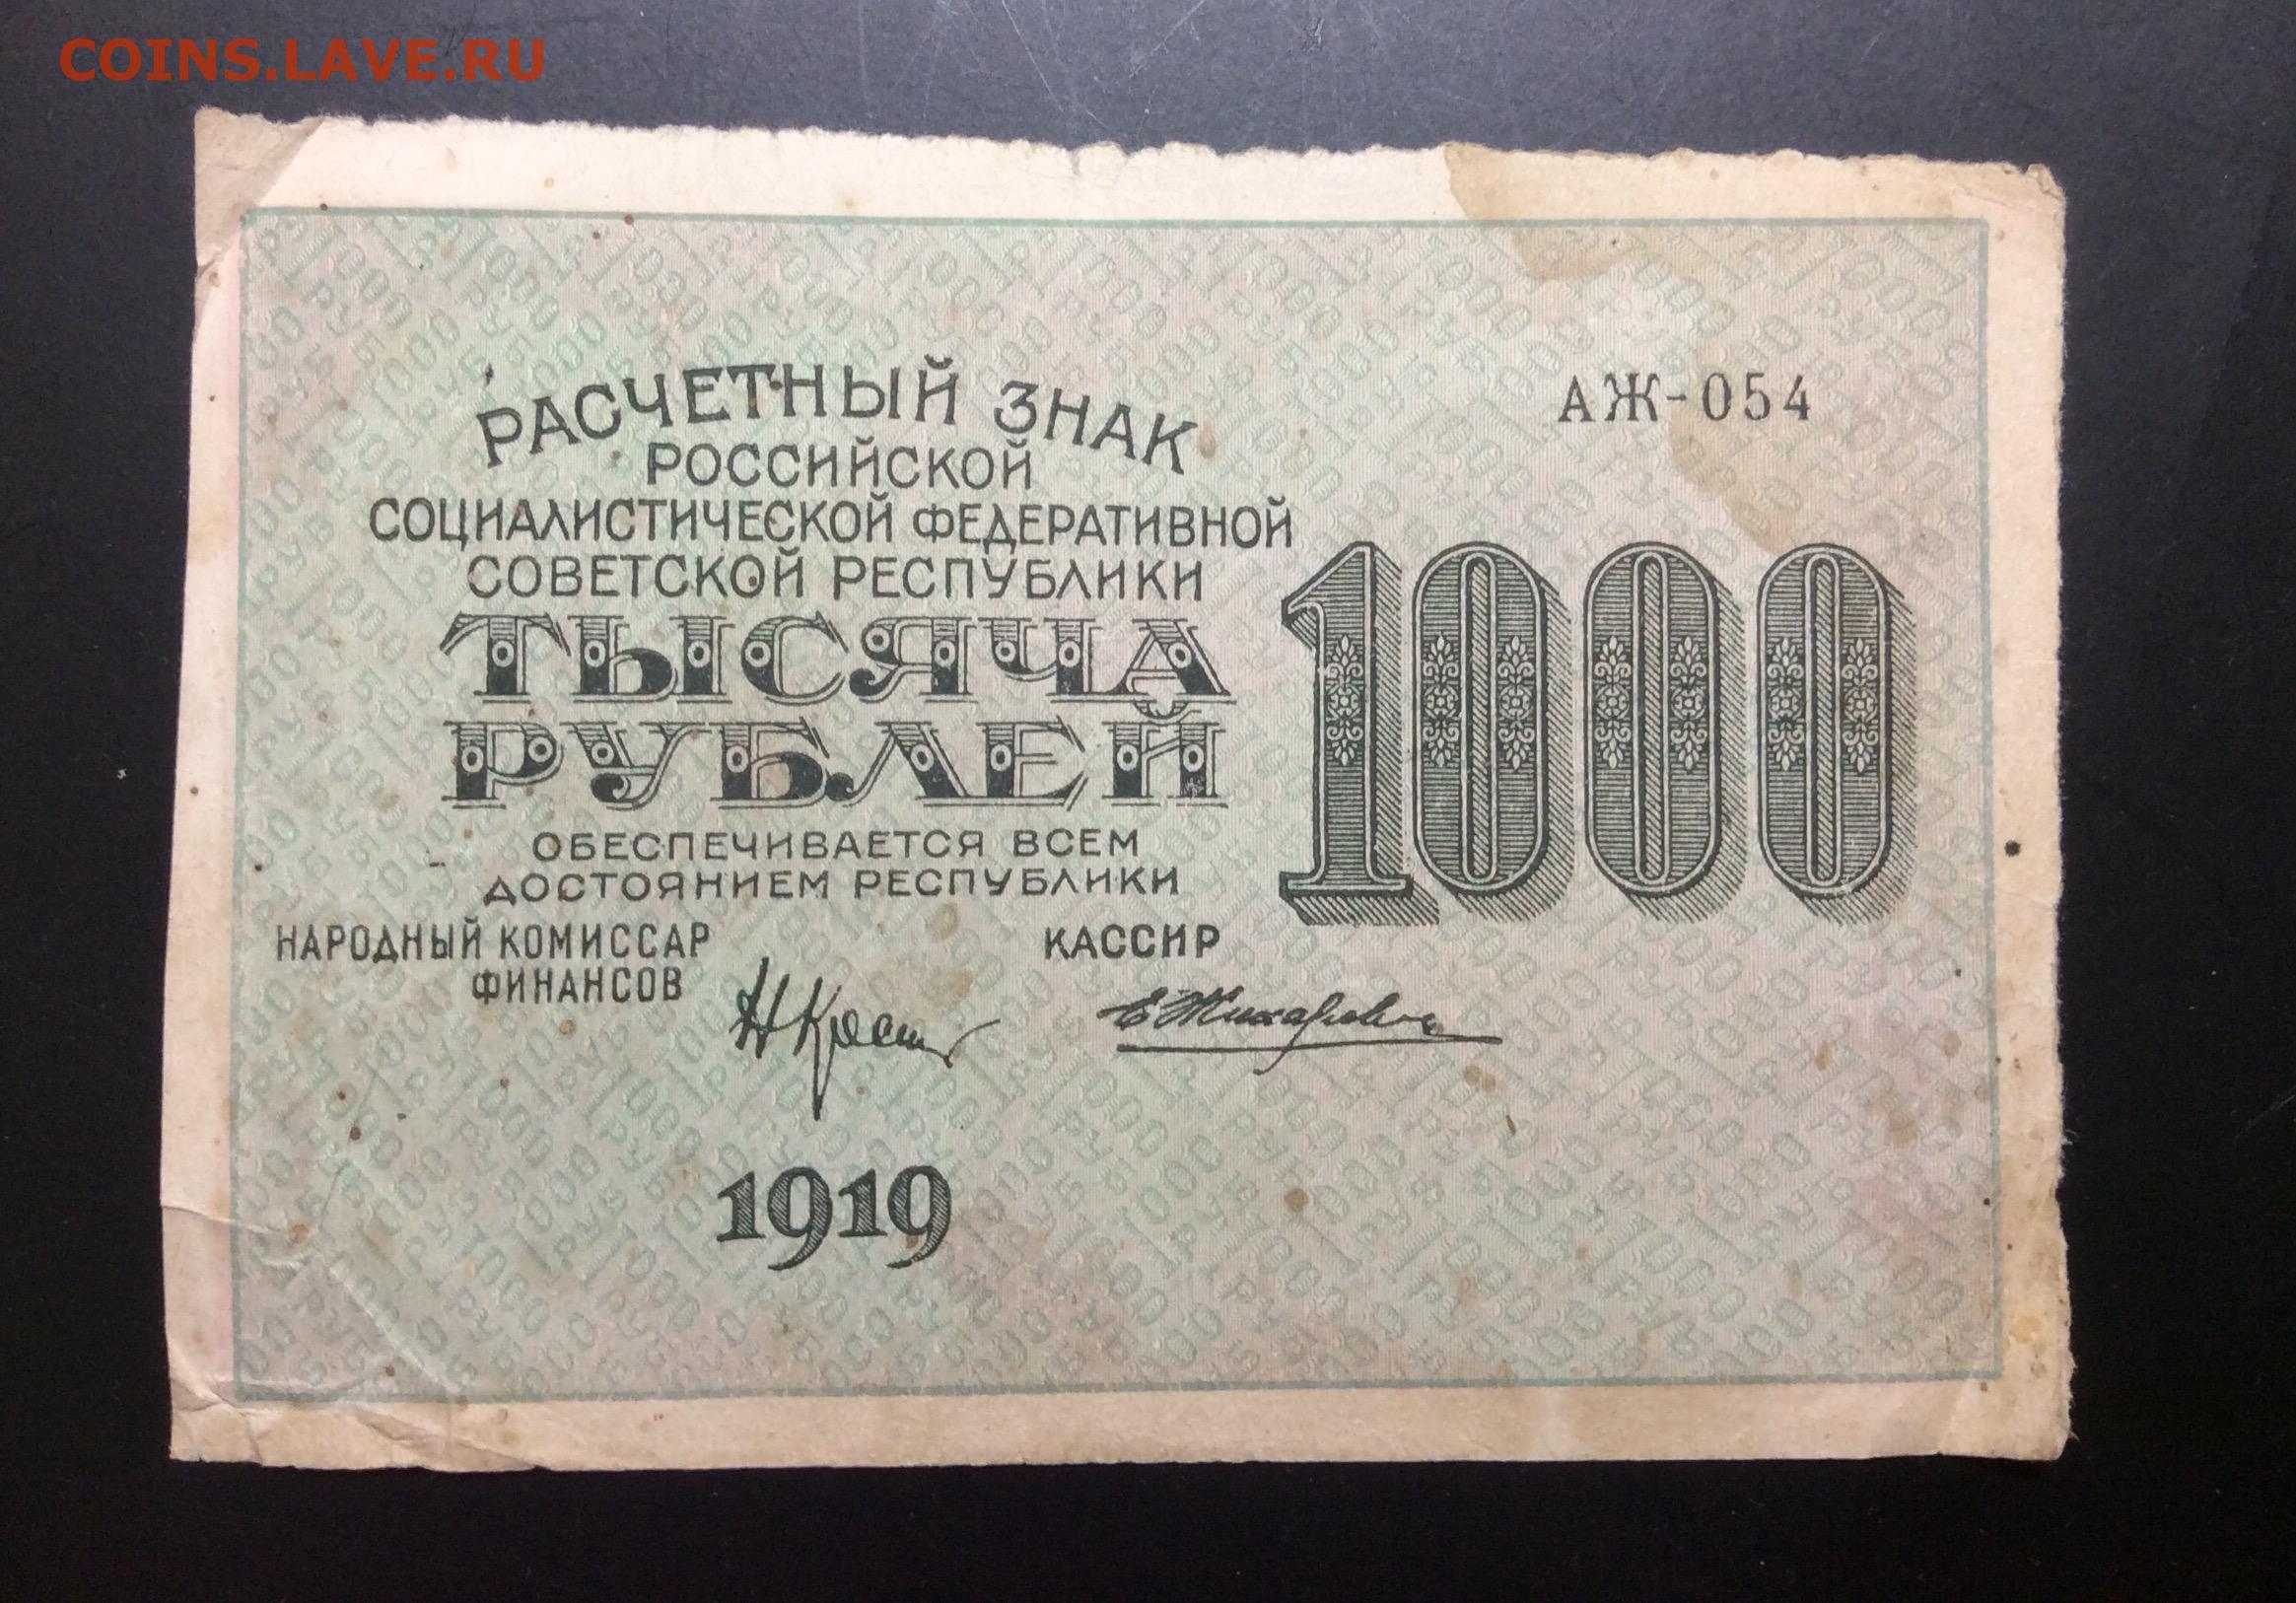 COINS.LAVE.RU
РАСЧЕТНЫЙ ЗНАК
РОССИЙСКОЙ
СОЦИАЛИСТИЧЕСКОЙ ФЕДЕРАТИВНОЙ
СОВЕТСКОЙ РЕСПУБЛИКИ
ТЫСЯЧА
РУБЛЕЙ
ОБЕСПЕЧИВАЕТСЯ ВСЕМ
ДОСТОЯНИЕМ РЕСПУБЛИКИ
АЖ-054
1000
НАРОДНЫЙ КОМИССАР
ФИНАНСОВ
КАССИР
Е Жихарев
1919